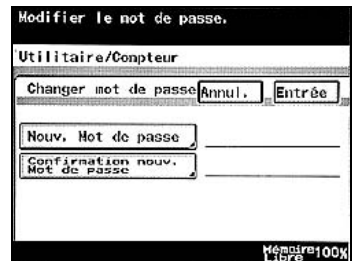 Modifier le mot de passe.
Utilitaire/Compteur
Changer mot de passe Annul. Entrée
Nouv. Mot de passe
Confirmation nouv.
Mot de passe
Mémoire
Libre 100%